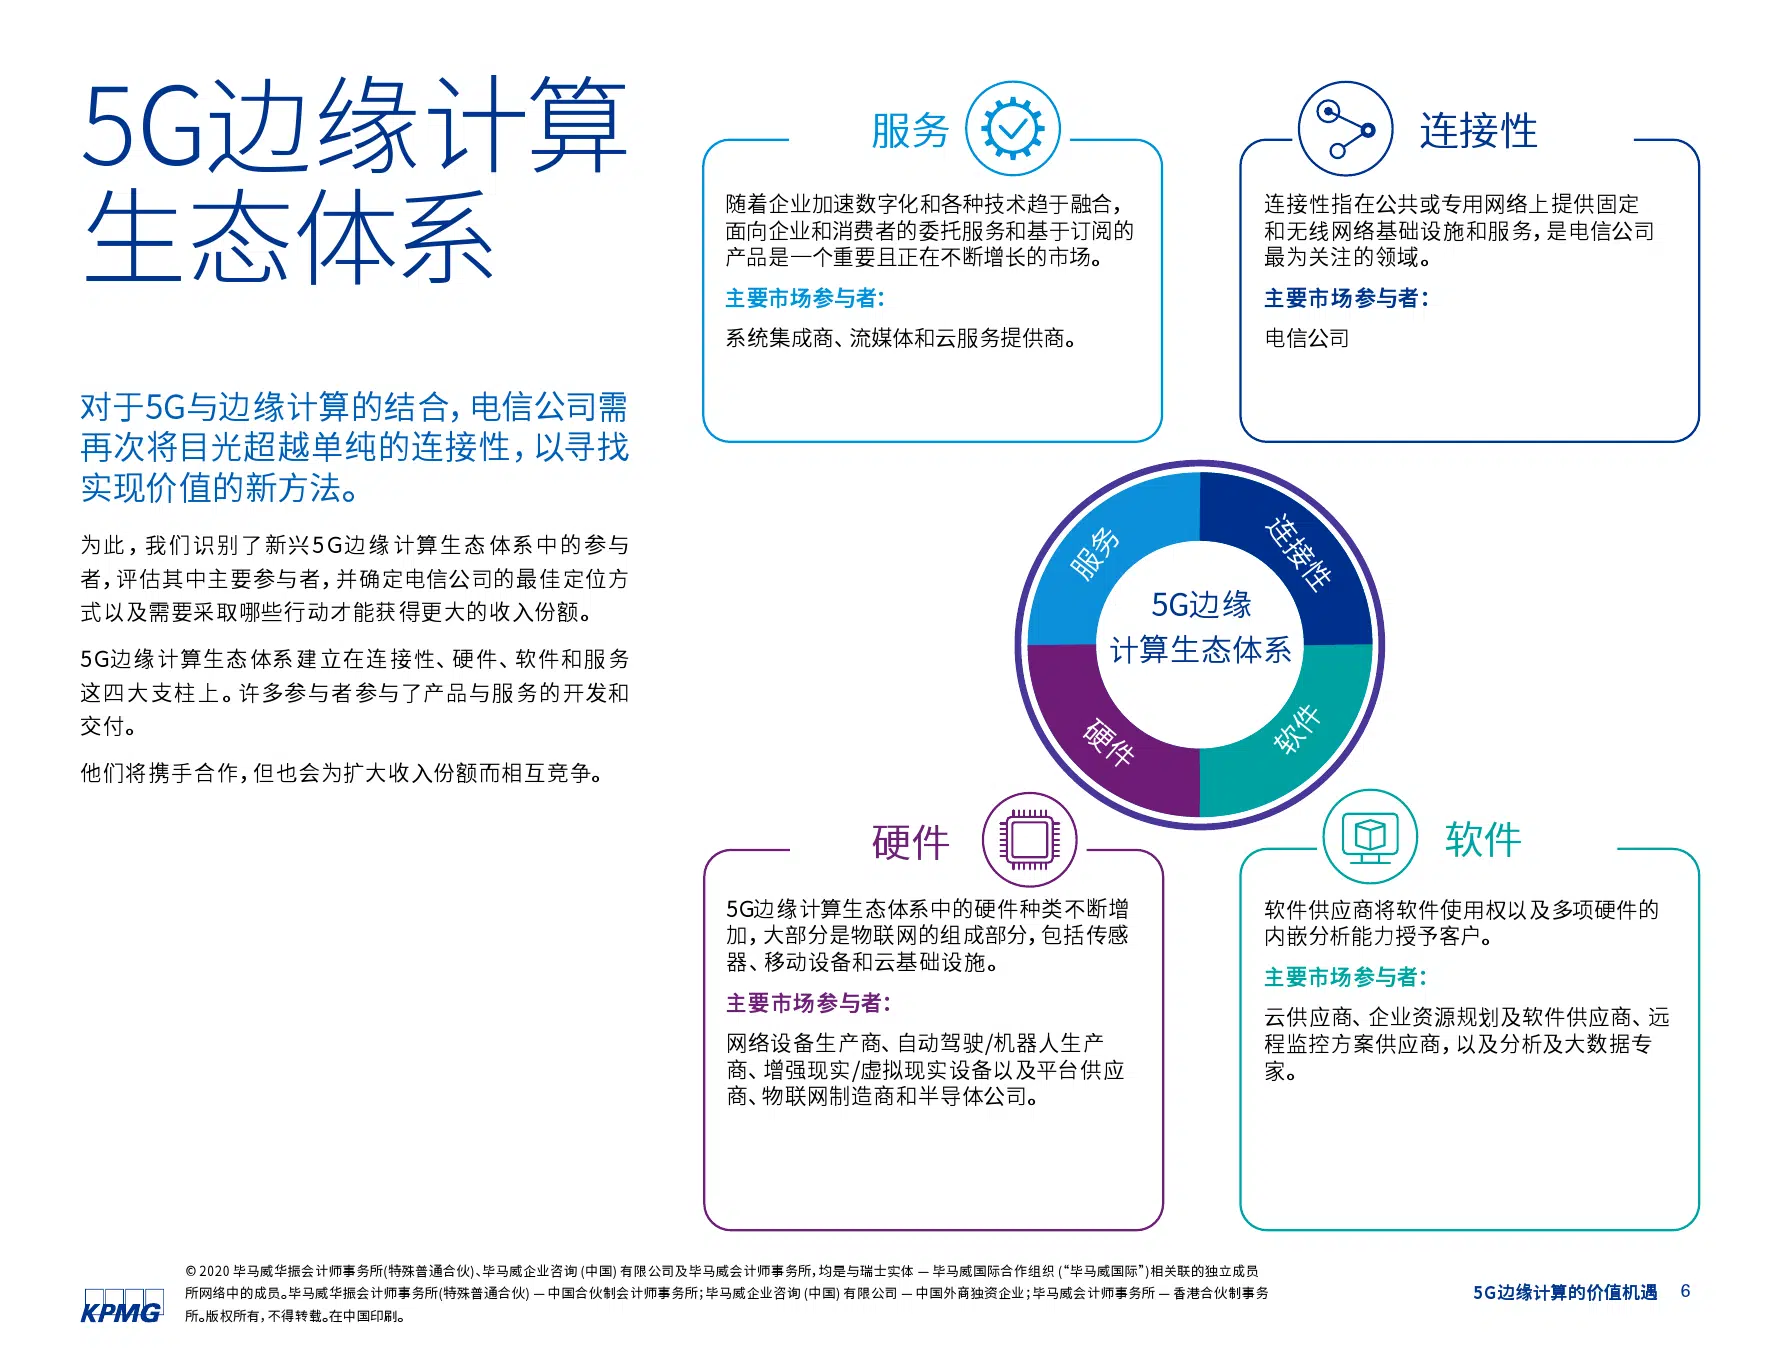 5G边缘计算
生态体系
对于5G与边缘计算的结合，电信公司需
再次将目光超越单纯的连接性，以寻找
实现价值的新方法。
为此，我们识别了新兴5G边缘计算生态体系中的参与
者，评估其中主要参与者，并确定电信公司的最佳定位方
式以及需要采取哪些行动才能获得更大的收入份额。
5G边缘计算生态体系建立在连接性、硬件、软件和服务
这四大支柱上。许多参与者参与了产品与服务的开发和
交付。
他们将携手合作，但也会为扩大收入份额而相互竞争。
服务
随着企业加速数字化和各种技术趋于融合，
面向企业和消费者的委托服务和基于订阅的
产品是一个重要且正在不断增长的市场。
主要市场参与者：
系统集成商、流媒体和云服务提供商。
连接性
连接性指在公共或专用网络上提供固定
和无线网络基础设施和服务，是电信公司
最为关注的领域。
主要市场参与者：
电信公司
服务
连接性
5G边缘
计算生态体系
硬件
软件
硬件
5G边缘计算生态体系中的硬件种类不断增
加，大部分是物联网的组成部分，包括传感
器、移动设备和云基础设施。
主要市场参与者：
网络设备生产商、自动驾驶/机器人生产
商、增强现实/虚拟现实设备以及平台供应
商、物联网制造商和半导体公司。
软件
软件供应商将软件使用权以及多项硬件的
内嵌分析能力授予客户。
主要市场参与者：
云供应商、企业资源规划及软件供应商、远
程监控方案供应商，以及分析及大数据专
家。
KPMG
© 2020 毕马威华振会计师事务所(特殊普通合伙)、毕马威企业咨询 (中国) 有限公司及毕马威会计师事务所，均是与瑞士实体 — 毕马威国际合作组织 (“毕马威国际”)相关联的独立成员
所网络中的成员。毕马威华振会计师事务所(特殊普通合伙) — 中国合伙制会计师事务所；毕马威企业咨询 (中国) 有限公司 — 中国外商独资企业；毕马威会计师事务所 — 香港合伙制事务
所。版权所有，不得转载。在中国印刷。
5G边缘计算的价值机遇 6